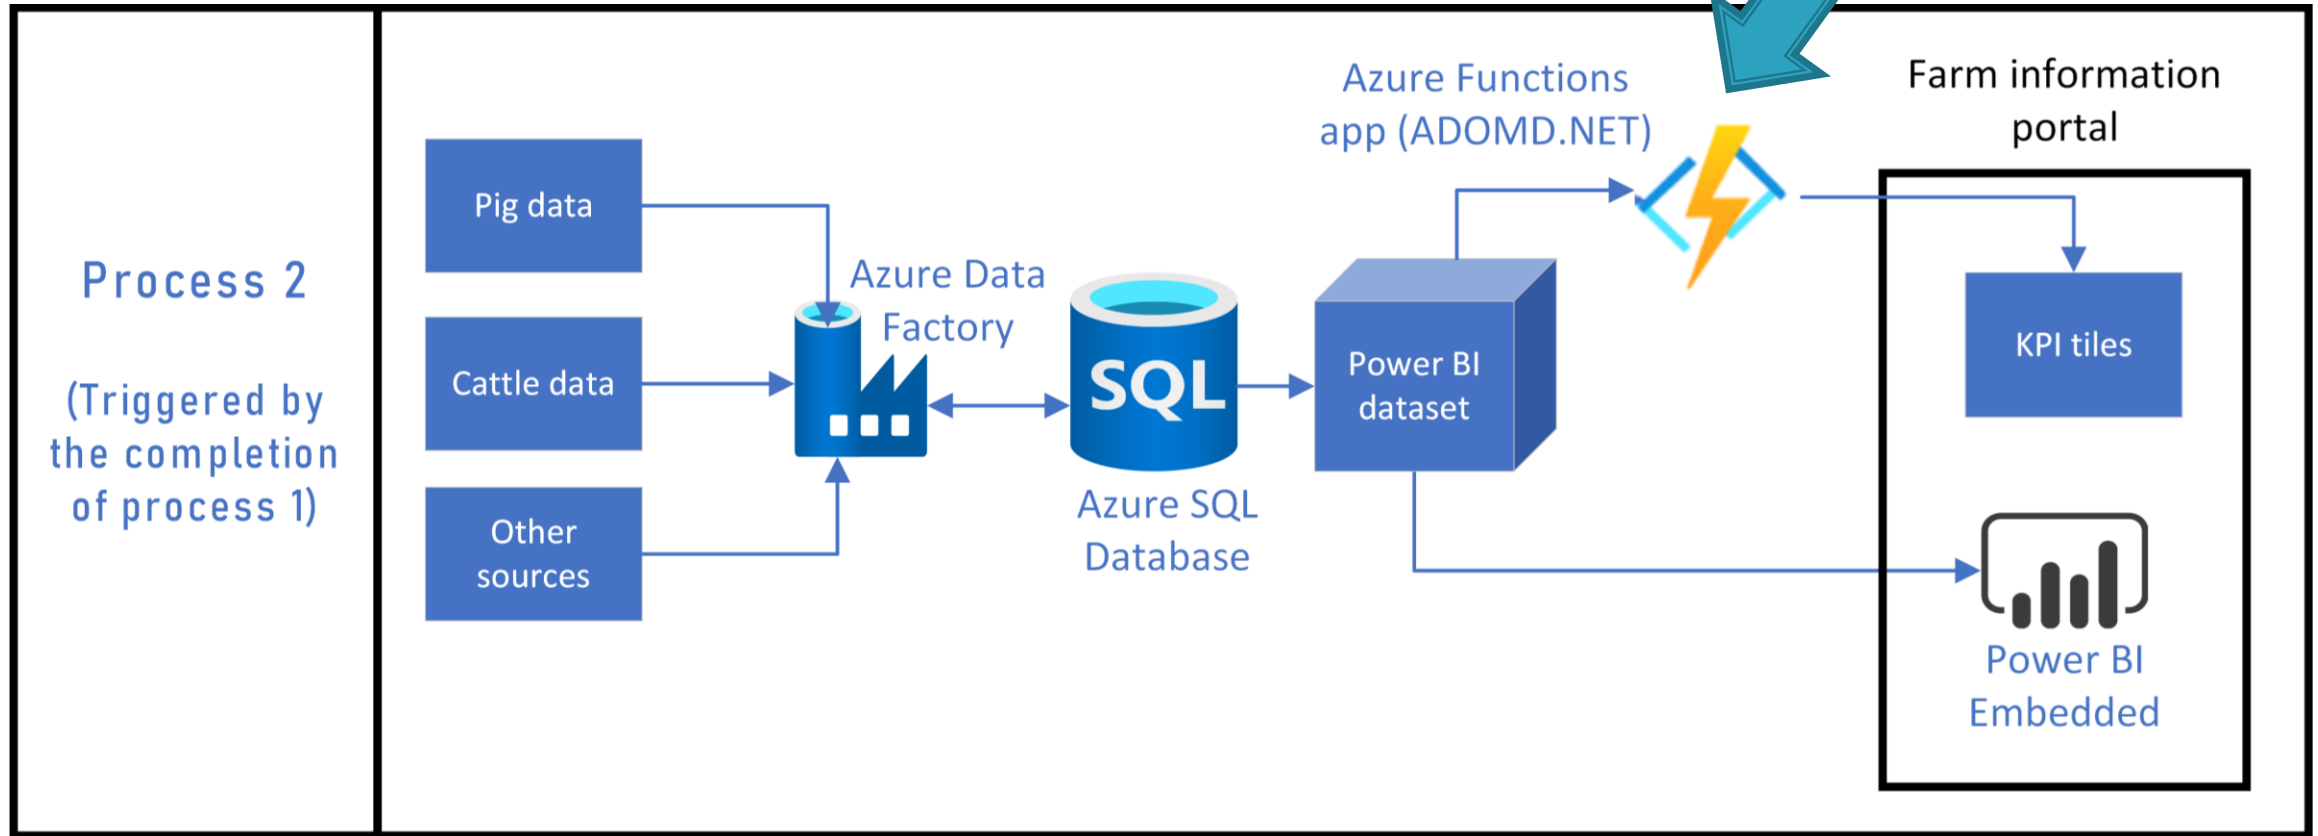 Process 2
(Triggered by
the completion
of process 1)
Pig data
Cattle data
Other
sources
Azure Data
Factory
SQL
Azure SQL
Database
Power BI
dataset
Azure Functions
app (ADOMD.NET)
Farm information
portal
KPI tiles
Power BI
Embedded